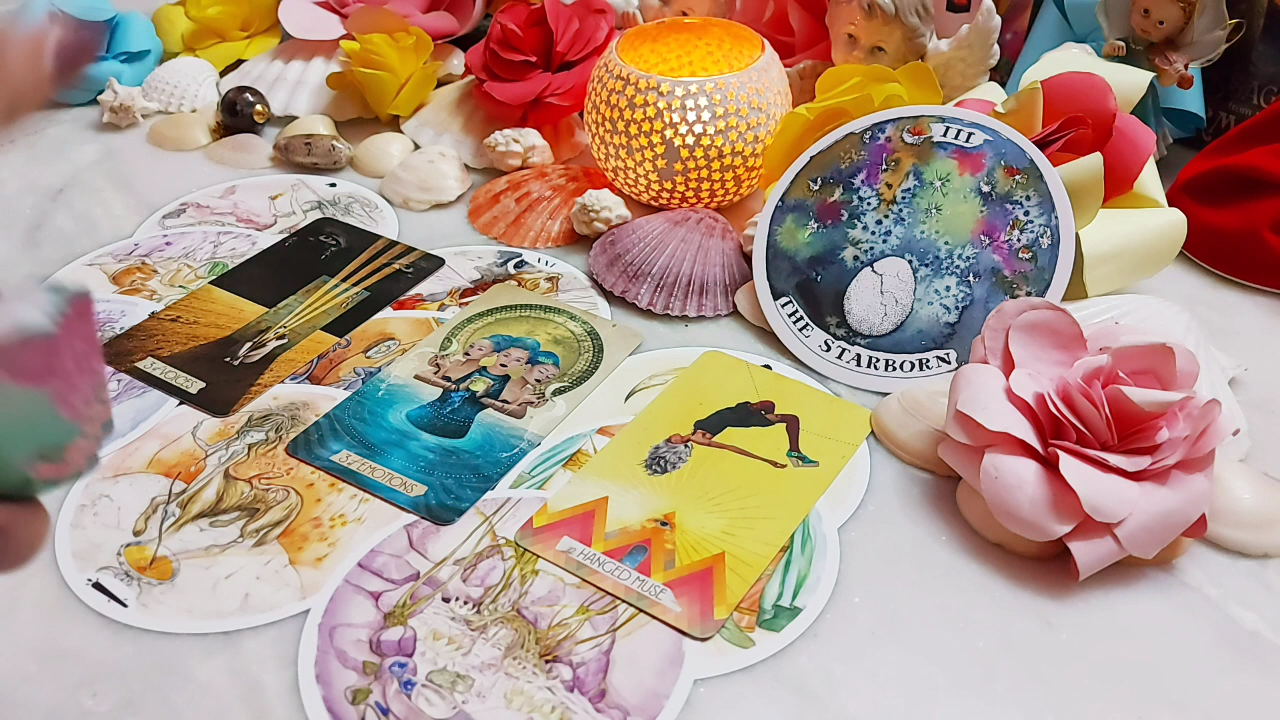 III
THE STARBORN
3 of VOICES
3 of EMOTIONS
HANGED MUSE